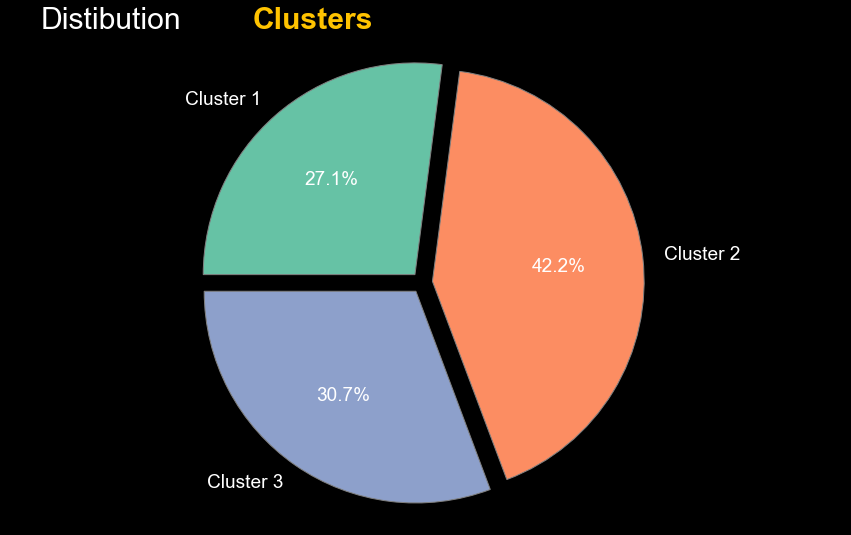 Distibution Clusters
Cluster 1
27.1%
Cluster 2
42.2%
30.7%
Cluster 3